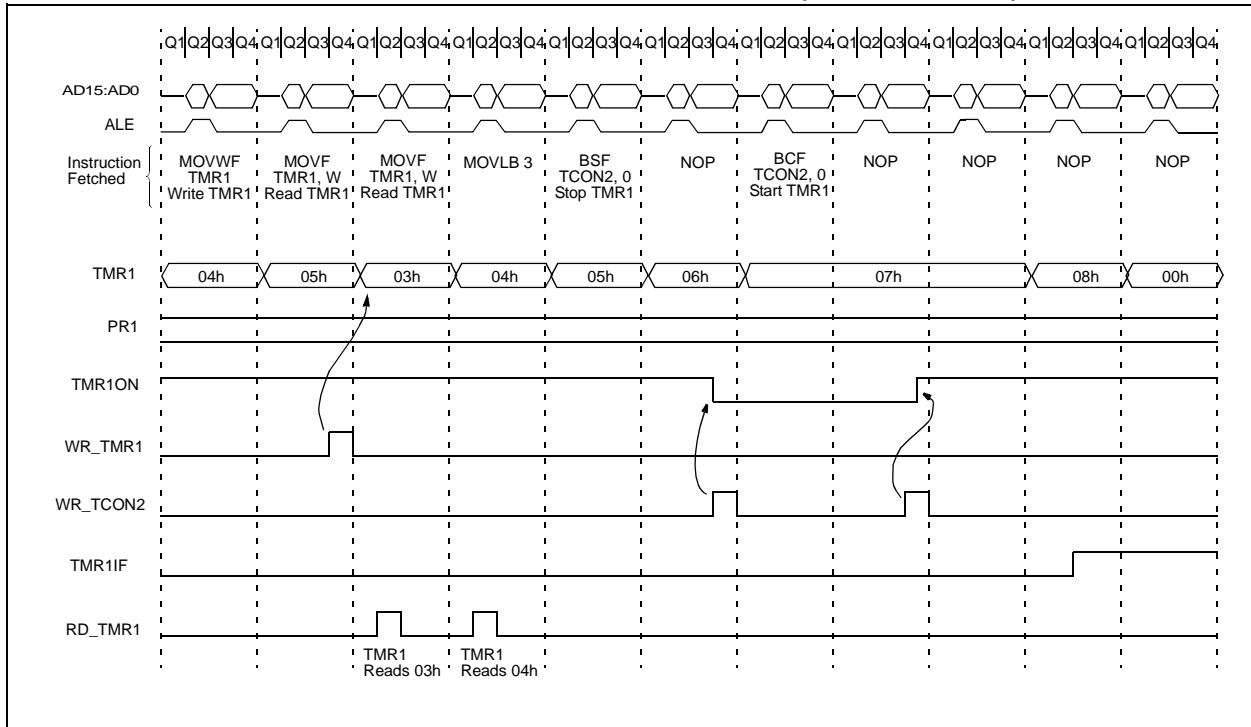 Q1 Q2 Q3 Q4 Q1 Q2 Q3 Q4 Q1 Q2 Q3 Q4 Q1 Q2 Q3 Q4 Q1 Q2 Q3 Q4 Q1 Q2 Q3 Q4 Q1 Q2 Q3 Q4 Q1 Q2 Q3 Q4 Q1 Q2 Q3 Q4 Q1 Q2 Q3 Q4 Q1 Q2 Q3 Q4
AD15:AD0
ALE
Instruction
Fetched
MOVWF
TMR1
Write TMR1
MOVF
TMR1, W
Read TMR1
MOVF
TMR1, W
Read TMR1
MOVLB 3
BSF
TCON2, 0
Stop TMR1
NOP
BCF
TCON2, 0
Start TMR1
NOP
NOP
NOP
NOP
TMR1 04h 05h 03h 04h 05h 06h 07h 08h 00h
PR1
TMR1ON
WR_TMR1
WR_TCON2
TMR1IF
RD_TMR1
TMR1
Reads 03h
TMR1
Reads 04h